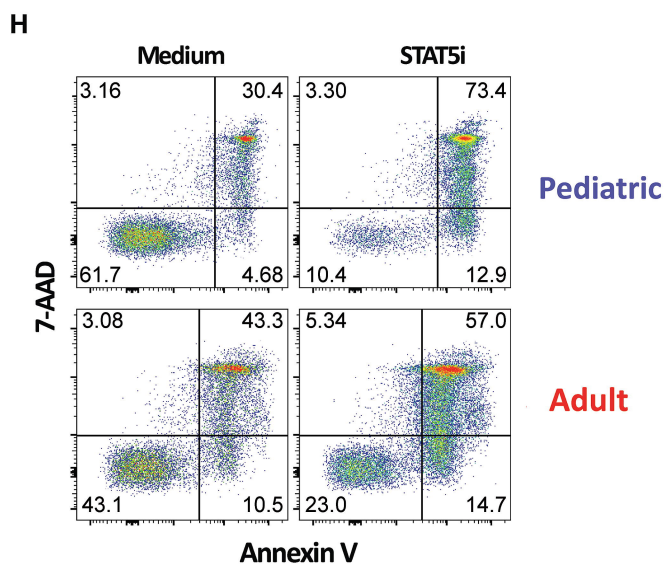 H
Medium STAT5i
3.16 30.4 3.30 73.4
Pediatric
61.7 4.68 10.4 12.9
7-AAD
3.08 43.3 5.34 57.0
Adult
43.1 10.5 23.0 14.7
Annexin V